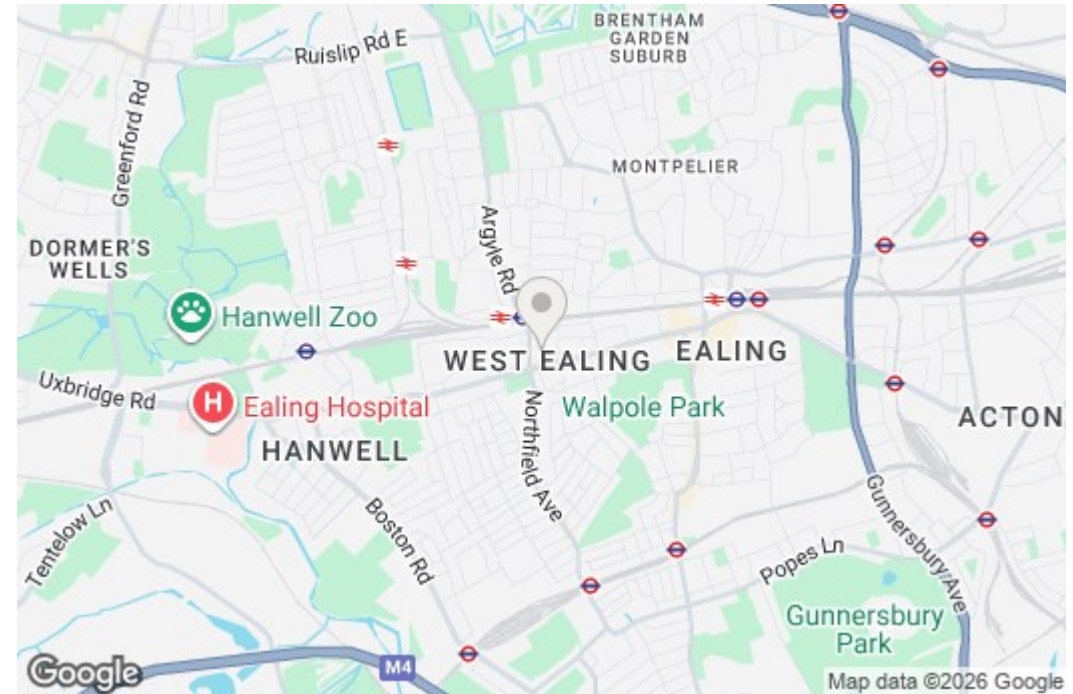 BRENTHAM
GARDEN
SUBURB
Ruislip Rd E
Greenford Rd
MONTPELIER
Argyle Rd
DORMER'S
WELLS
Hanwell Zoo
WEST EALING
EALING
Uxbridge Rd
H
Ealing Hospital
Walpole Park
ACTON
HANWELL
Northfield Ave
Boston Rd
Gunnersbury Ave
Tentelow Ln
Popes Ln
Gunnersbury
Park
M4
Google
Map data ©2026 Google